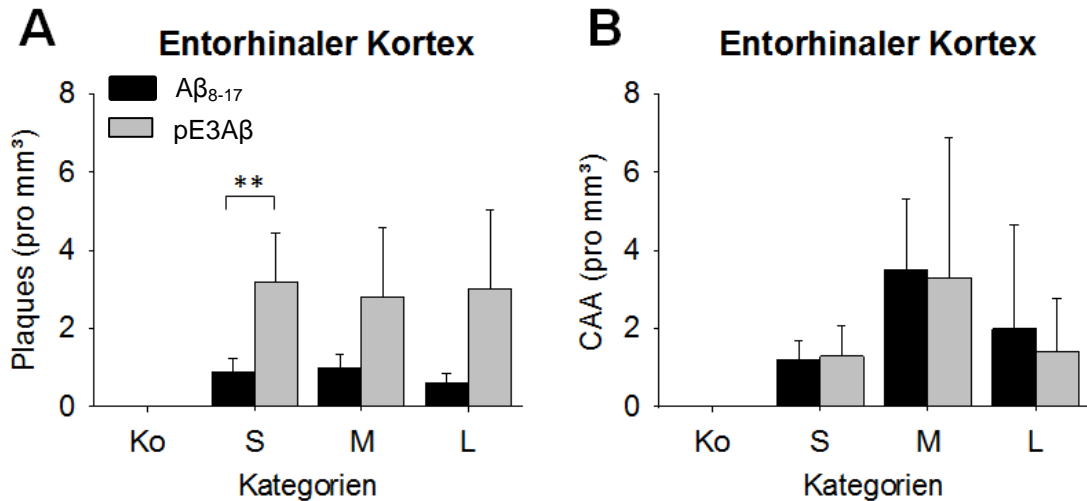 A
Entorhinaler Kortex
Aβ8-17
pE3Aβ
Plaques (pro mm³)
8
6
4
2
0
**
Ko S M L
Kategorien
B
Entorhinaler Kortex
CAA (pro mm³)
8
6
4
2
0
Ko S M L
Kategorien